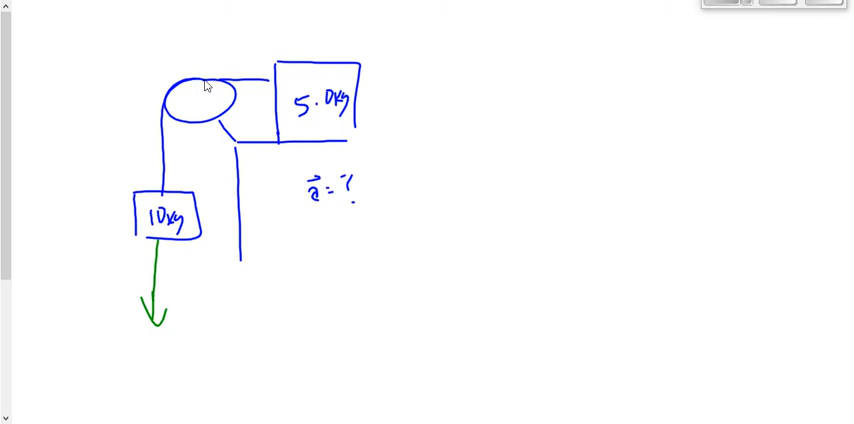 5.0kg
10kg
a⃗ = ?